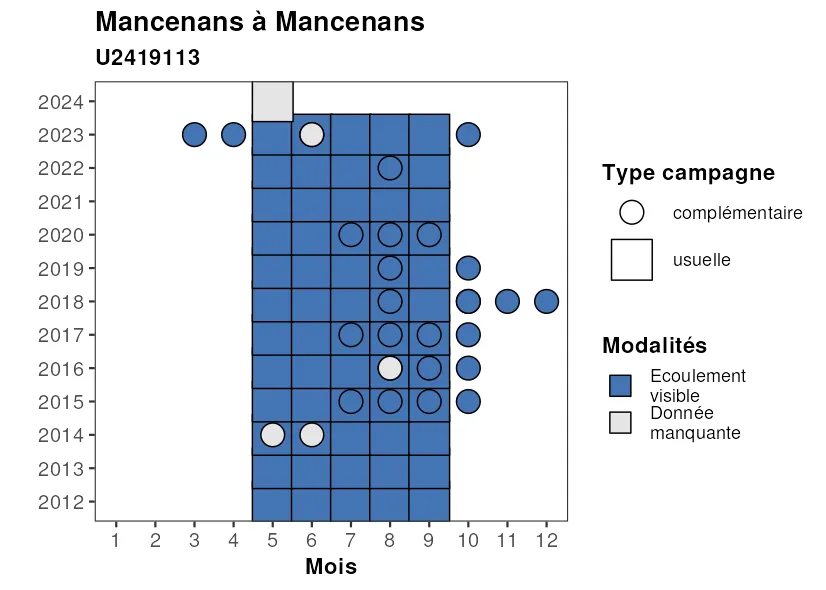 Mancenans à Mancenans
U2419113
2024
2023
2022
2021
2020
2019
2018
2017
2016
2015
2014
2013
2012
1 2 3 4 5 6 7 8 9 10 11 12
Mois
Type campagne
complémentaire
usuelle
Modalités
Ecoulement
visible
Donnée
manquante